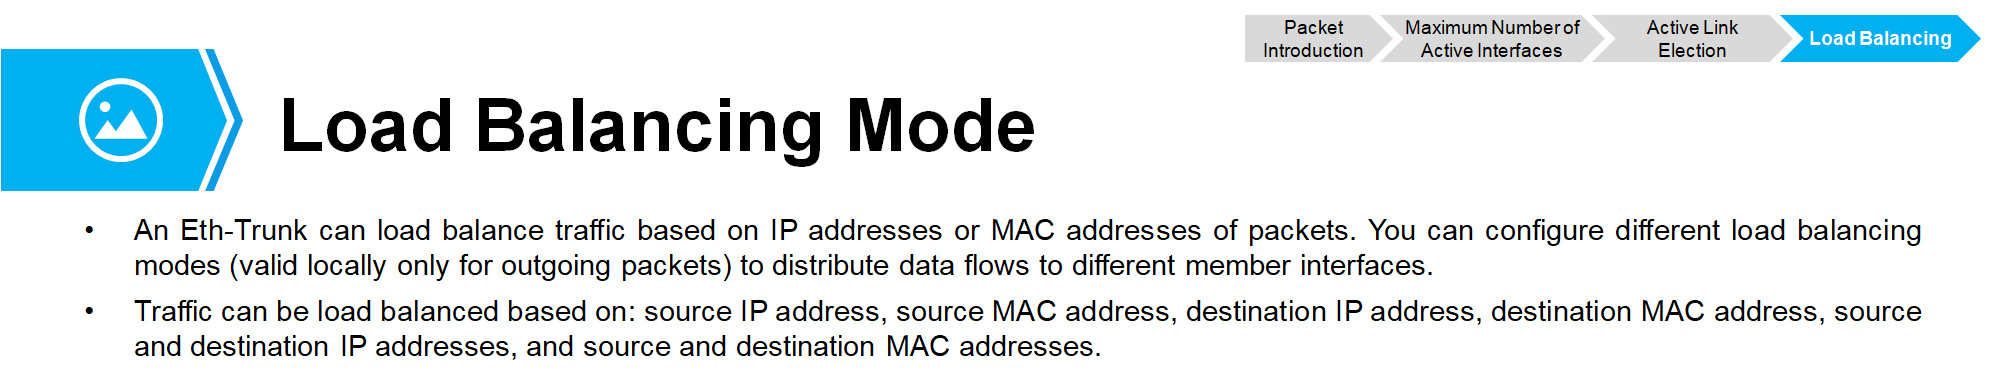 Packet
Introduction
Maximum Number of
Active Interfaces
Active Link
Election
Load Balancing
Load Balancing Mode
• An Eth-Trunk can load balance traffic based on IP addresses or MAC addresses of packets. You can configure different load balancing
modes (valid locally only for outgoing packets) to distribute data flows to different member interfaces.
• Traffic can be load balanced based on: source IP address, source MAC address, destination IP address, destination MAC address, source
and destination IP addresses, and source and destination MAC addresses.